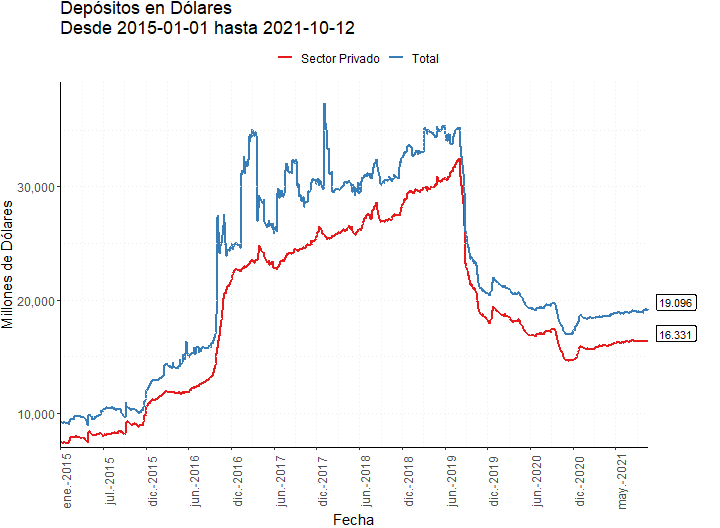 Depósitos en Dólares
Desde 2015-01-01 hasta 2021-10-12
Sector Privado Total
Millones de Dólares
30,000
20,000
10,000
19.096
16.331
ene.-2015
jul.-2015
dic.-2015
jun.-2016
dic.-2016
jun.-2017
dic.-2017
jun.-2018
dic.-2018
jun.-2019
dic.-2019
jun.-2020
dic.-2020
may.-2021
Fecha